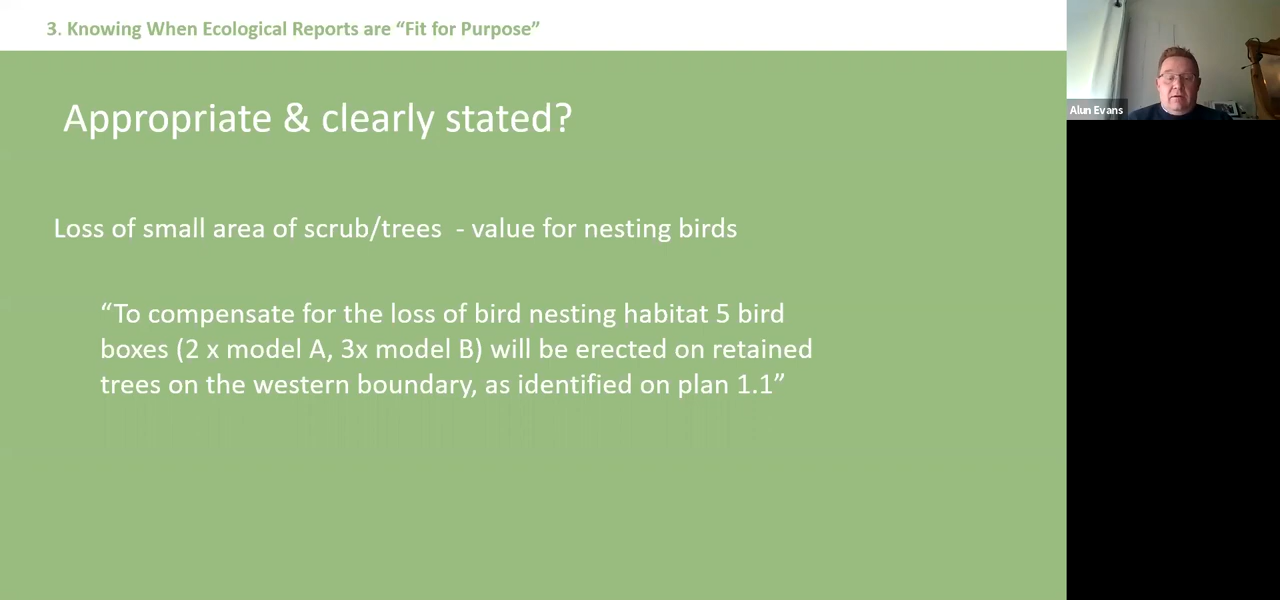 3. Knowing When Ecological Reports are “Fit for Purpose”
Appropriate & clearly stated?
Loss of small area of scrub/trees - value for nesting birds
“To compensate for the loss of bird nesting habitat 5 bird
boxes (2 x model A, 3x model B) will be erected on retained
trees on the western boundary, as identified on plan 1.1”
Alun Evans